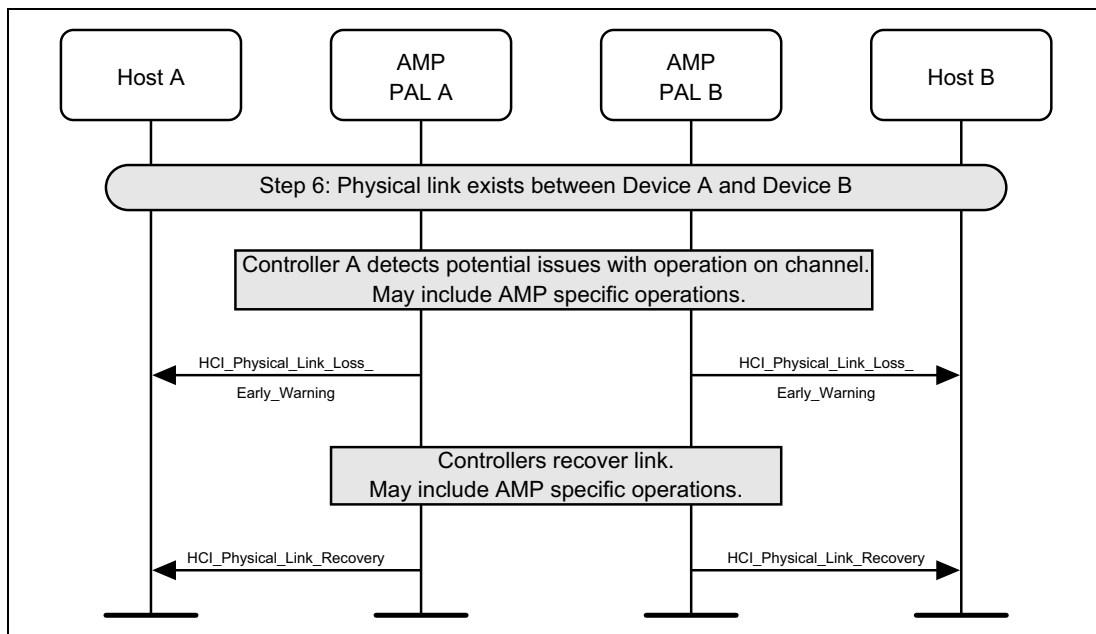 Host A
AMP
PAL A
AMP
PAL B
Host B
Step 6: Physical link exists between Device A and Device B
Controller A detects potential issues with operation on channel.
May include AMP specific operations.
HCI_Physical_Link_Loss_
Early_Warning
HCI_Physical_Link_Loss_
Early_Warning
Controllers recover link.
May include AMP specific operations.
HCI_Physical_Link_Recovery
HCI_Physical_Link_Recovery